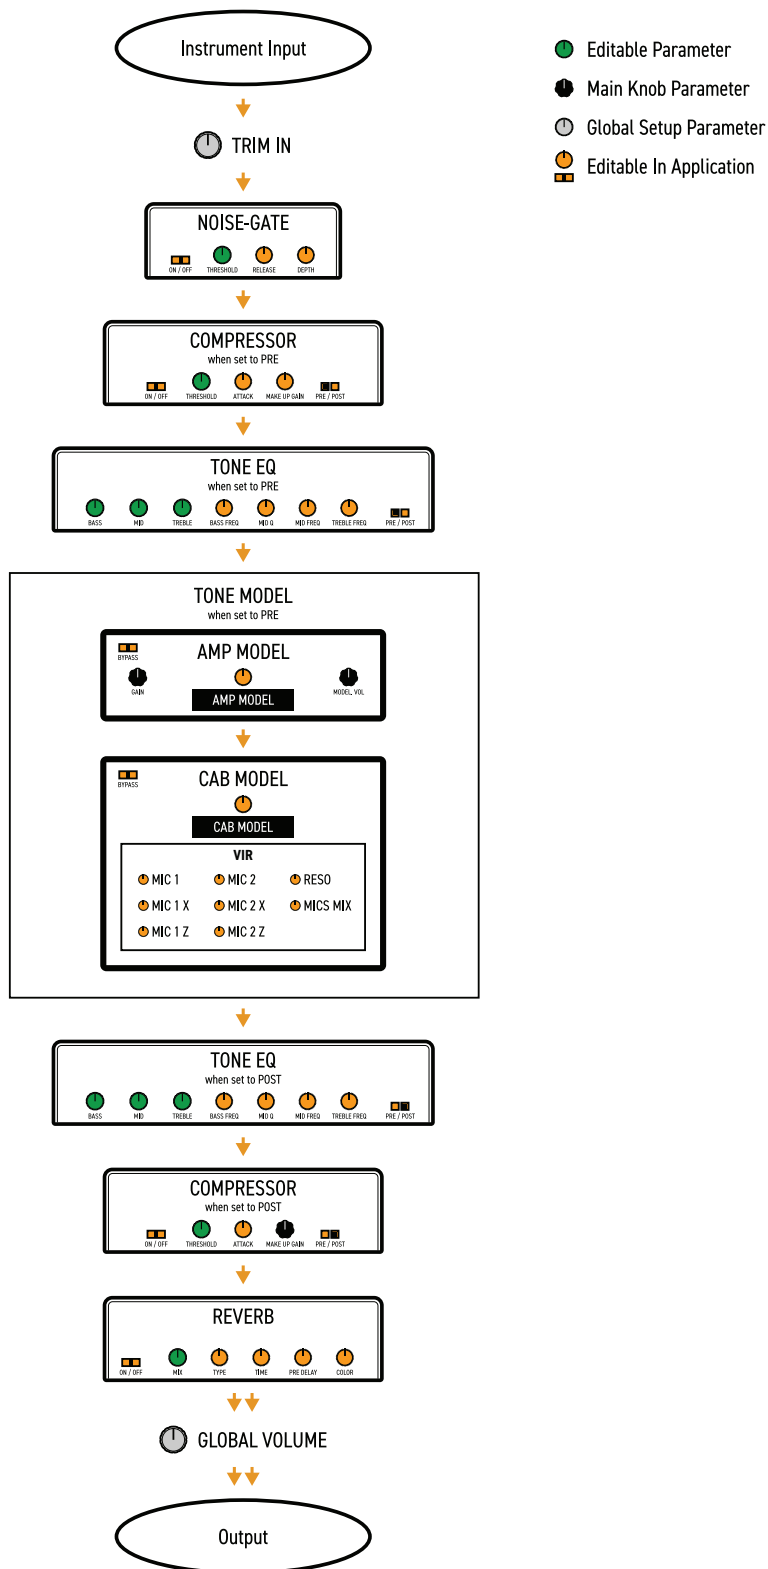 Instrument Input
Editable Parameter
Main Knob Parameter
Global Setup Parameter
Editable In Application
TRIM IN
NOISE-GATE
ON / OFF THRESHOLD RELEASE DEPTH
COMPRESSOR
when set to PRE
ON / OFF THRESHOLD ATTACK MAKE UP GAIN PRE / POST
TONE EQ
when set to PRE
BASS MID TREBLE BASS FREQ MID Q MID FREQ TREBLE FREQ PRE / POST
TONE MODEL
when set to PRE
AMP MODEL
BYPASS
GAIN MODEL VOL
AMP MODEL
CAB MODEL
BYPASS
CAB MODEL
VIR
MIC 1 MIC 2 RESO
MIC 1 X MIC 2 X MICS MIX
MIC 1 Z MIC 2 Z
TONE EQ
when set to POST
BASS MID TREBLE BASS FREQ MID Q MID FREQ TREBLE FREQ PRE / POST
COMPRESSOR
when set to POST
ON / OFF THRESHOLD ATTACK MAKE UP GAIN PRE / POST
REVERB
ON / OFF MIX TYPE TIME PRE DELAY COLOR
GLOBAL VOLUME
Output